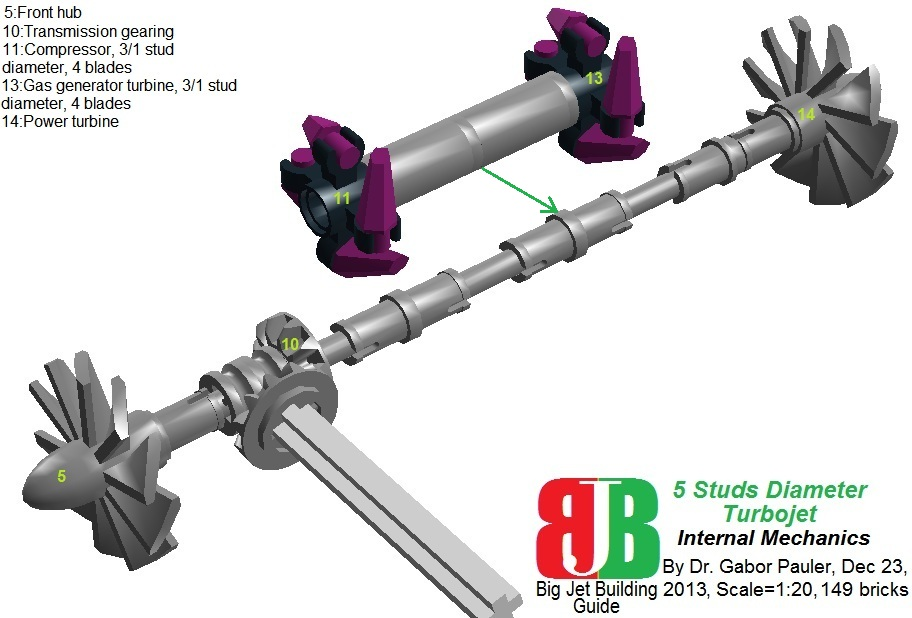 5:Front hub
10:Transmission gearing
11:Compressor, 3/1 stud
diameter, 4 blades
13:Gas generator turbine, 3/1 stud
diameter, 4 blades
14:Power turbine
13
14
11
10
5
BJB
Big Jet Building
Guide
5 Studs Diameter
Turbojet
Internal Mechanics
By Dr. Gabor Pauler, Dec 23,
2013, Scale=1:20, 149 bricks